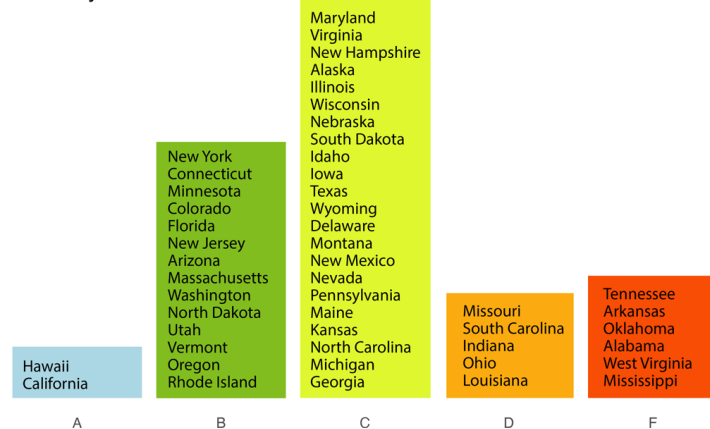 Hawaii
California
A
New York
Connecticut
Minnesota
Colorado
Florida
New Jersey
Arizona
Massachusetts
Washington
North Dakota
Utah
Vermont
Oregon
Rhode Island
B
Maryland
Virginia
New Hampshire
Alaska
Illinois
Wisconsin
Nebraska
South Dakota
Idaho
Iowa
Texas
Wyoming
Delaware
Montana
New Mexico
Nevada
Pennsylvania
Maine
Kansas
North Carolina
Michigan
Georgia
C
Missouri
South Carolina
Indiana
Ohio
Louisiana
D
Tennessee
Arkansas
Oklahoma
Alabama
West Virginia
Mississippi
F